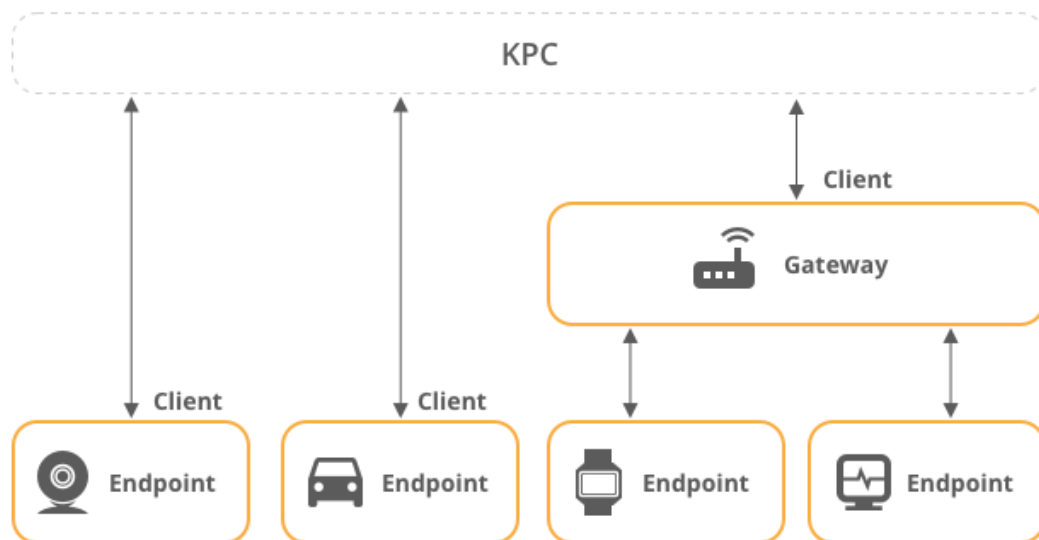 KPC
Client
Gateway
Client
Client
Endpoint
Endpoint
Endpoint
Endpoint